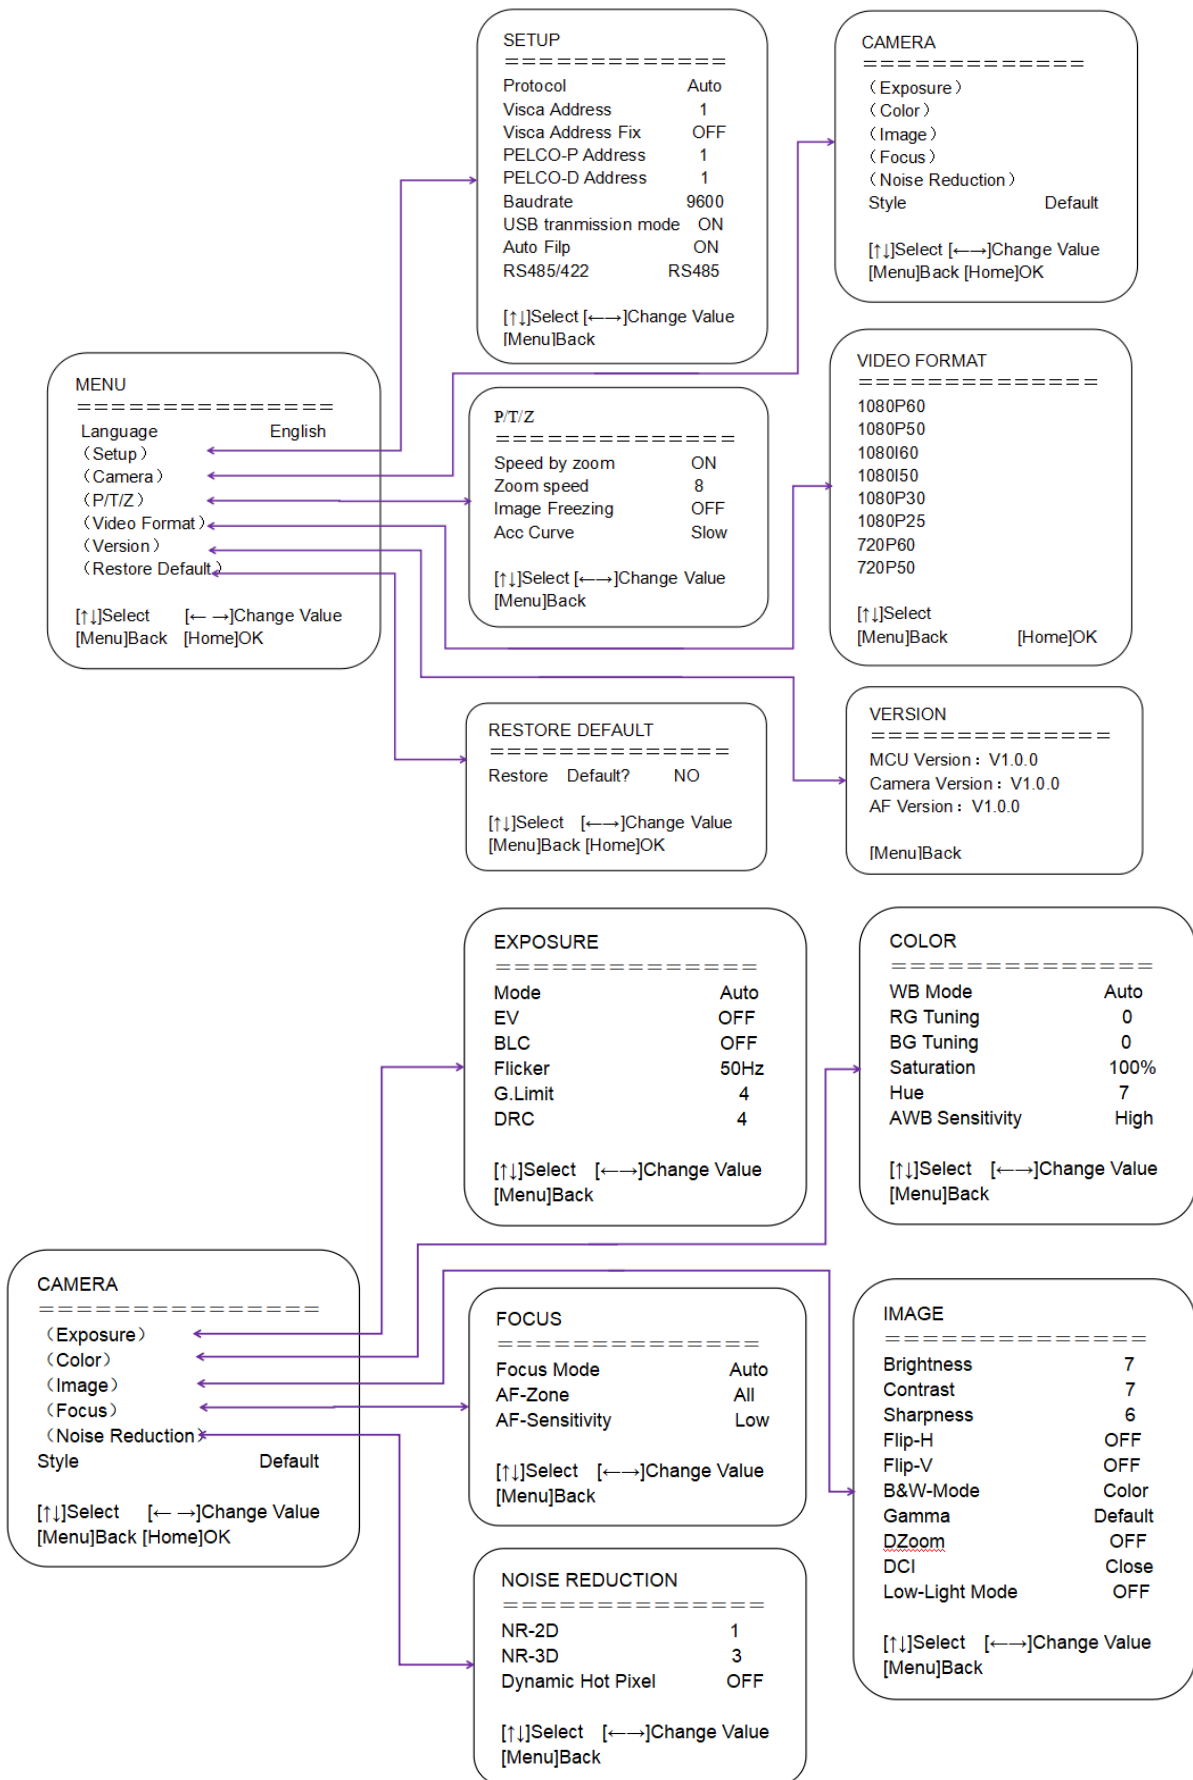 SETUP
=============
Protocol Auto
Visca Address 1
Visca Address Fix OFF
PELCO-P Address 1
PELCO-D Address 1
Baudrate 9600
USB tranmission mode ON
Auto Filp ON
RS485/422 RS485
[↑↓]Select [←→]Change Value
[Menu]Back
CAMERA
=============
（Exposure）
（Color）
（Image）
（Focus）
（Noise Reduction）
Style Default
[↑↓]Select [←→]Change Value
[Menu]Back [Home]OK
MENU
===============
Language English
（Setup）
（Camera）
（P/T/Z）
（Video Format）
（Version）
（Restore Default）
[↑↓]Select [← →]Change Value
[Menu]Back [Home]OK
P/T/Z
==============
Speed by zoom ON
Zoom speed 8
Image Freezing OFF
Acc Curve Slow
[↑↓]Select [←→]Change Value
[Menu]Back
VIDEO FORMAT
==============
1080P60
1080P50
1080I60
1080I50
1080P30
1080P25
720P60
720P50
[↑↓]Select
[Menu]Back [Home]OK
RESTORE DEFAULT
==============
Restore Default? NO
[↑↓]Select [←→]Change Value
[Menu]Back [Home]OK
VERSION
==============
MCU Version：V1.0.0
Camera Version：V1.0.0
AF Version：V1.0.0
[Menu]Back
EXPOSURE
==============
Mode Auto
EV OFF
BLC OFF
Flicker 50Hz
G.Limit 4
DRC 4
[↑↓]Select [←→]Change Value
[Menu]Back
COLOR
==============
WB Mode Auto
RG Tuning 0
BG Tuning 0
Saturation 100%
Hue 7
AWB Sensitivity High
[↑↓]Select [←→]Change Value
[Menu]Back
CAMERA
===============
（Exposure）
（Color）
（Image）
（Focus）
（Noise Reduction）
Style Default
[↑↓]Select [← →]Change Value
[Menu]Back [Home]OK
FOCUS
==============
Focus Mode Auto
AF-Zone All
AF-Sensitivity Low
[↑↓]Select [←→]Change Value
[Menu]Back
IMAGE
==============
Brightness 7
Contrast 7
Sharpness 6
Flip-H OFF
Flip-V OFF
B&W-Mode Color
Gamma Default
DZoom OFF
DCI Close
Low-Light Mode OFF
[↑↓]Select [←→]Change Value
[Menu]Back
NOISE REDUCTION
==============
NR-2D 1
NR-3D 3
Dynamic Hot Pixel OFF
[↑↓]Select [←→]Change Value
[Menu]Back